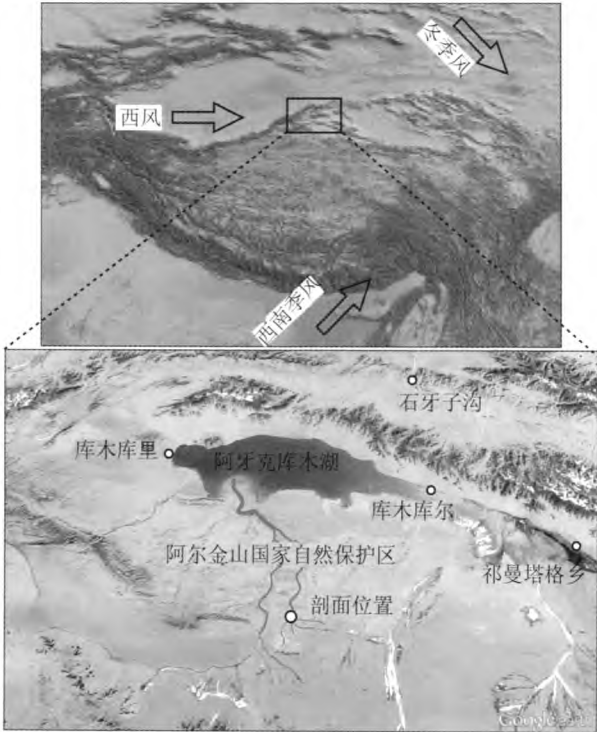 冬季风
西风
西南季风
石牙子沟
库木库里
阿牙克库木湖
库木库尔
阿尔金山国家自然保护区
祁曼塔格乡
剖面位置
Google earth